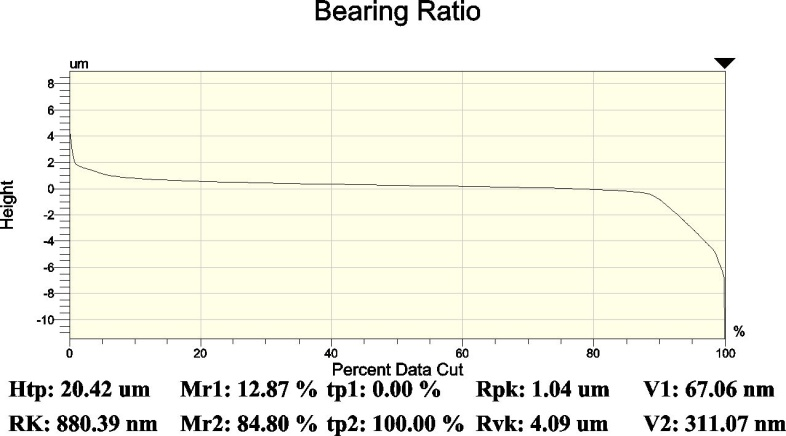 Bearing Ratio
um
8
6
4
2
0
-2
-4
-6
-8
-10
Height
%
0 20 40 60 80 100
Percent Data Cut
Htp: 20.42 um Mr1: 12.87 % tp1: 0.00 % Rpk: 1.04 um V1: 67.06 nm
RK: 880.39 nm Mr2: 84.80 % tp2: 100.00 % Rvk: 4.09 um V2: 311.07 nm